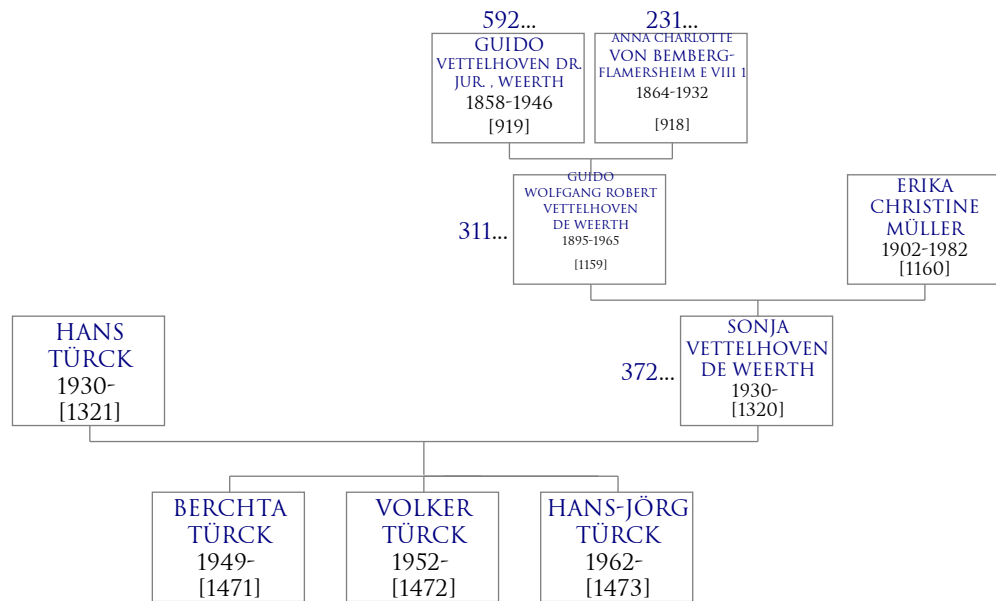 592...
231...
GUIDO
VETTELHOVEN DR.
JUR. , WEERTH
1858-1946
[919]
ANNA CHARLOTTE
VON BEMBERG-
FLAMERSHEIM E VIII 1
1864-1932
[918]
311...
GUIDO
WOLFGANG ROBERT
VETTELHOVEN
DE WEERTH
1895-1965
[1159]
ERIKA
CHRISTINE
MÜLLER
1902-1982
[1160]
HANS
TÜRCK
1930-
[1321]
372...
SONJA
VETTELHOVEN
DE WEERTH
1930-
[1320]
BERCHTA
TÜRCK
1949-
[1471]
VOLKER
TÜRCK
1952-
[1472]
HANS-JÖRG
TÜRCK
1962-
[1473]